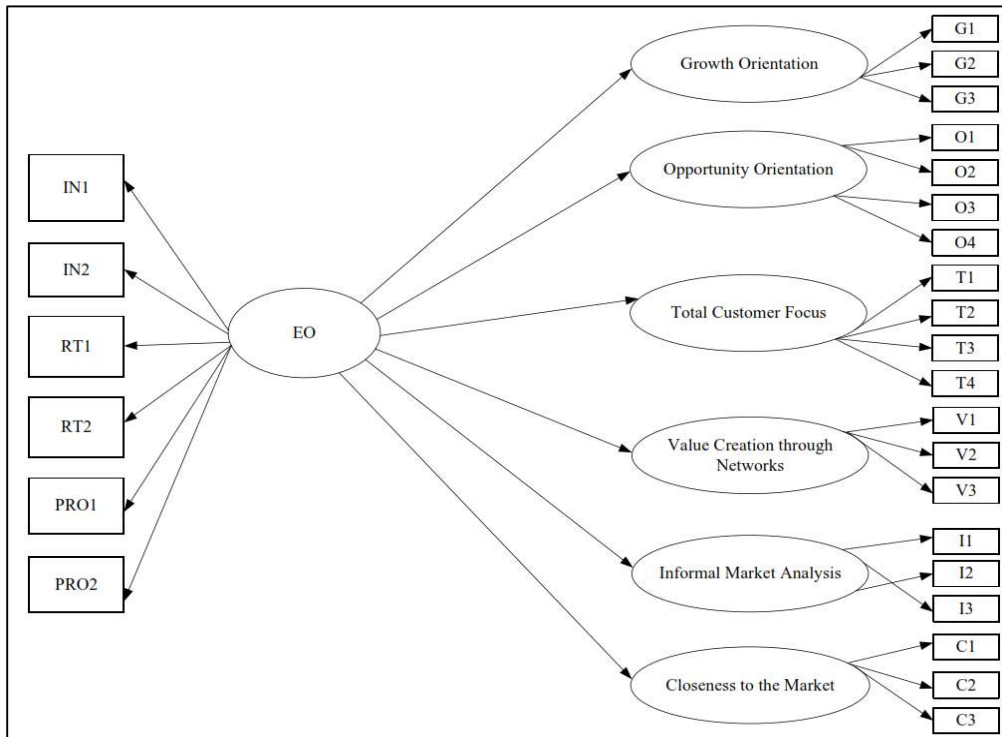 IN1
IN2
RT1
RT2
PRO1
PRO2
EO
Growth Orientation
Opportunity Orientation
Total Customer Focus
Value Creation through
Networks
Informal Market Analysis
Closeness to the Market
G1
G2
G3
O1
O2
O3
O4
T1
T2
T3
T4
V1
V2
V3
I1
I2
I3
C1
C2
C3